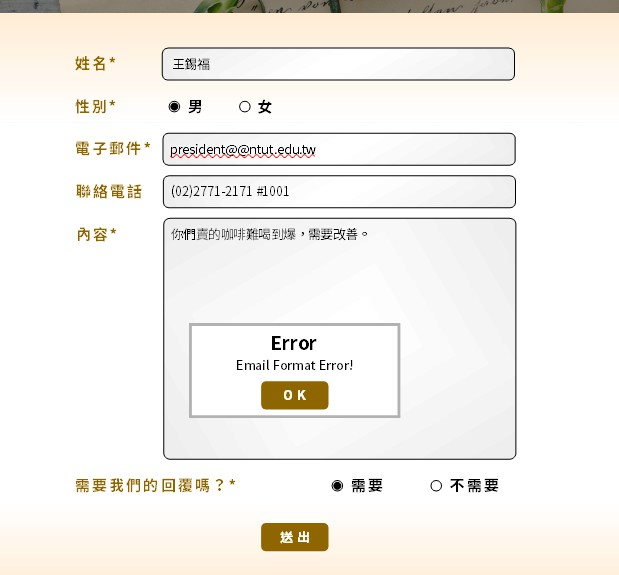 姓名*
王錫福
性別*
男
女
電子郵件*
president@@ntut.edu.tw
聯絡電話
(02)2771-2171 #1001
內容*
你們賣的咖啡難喝到爆，需要改善。
Error
Email Format Error!
OK
需要我們的回覆嗎？*
需要
不需要
送出